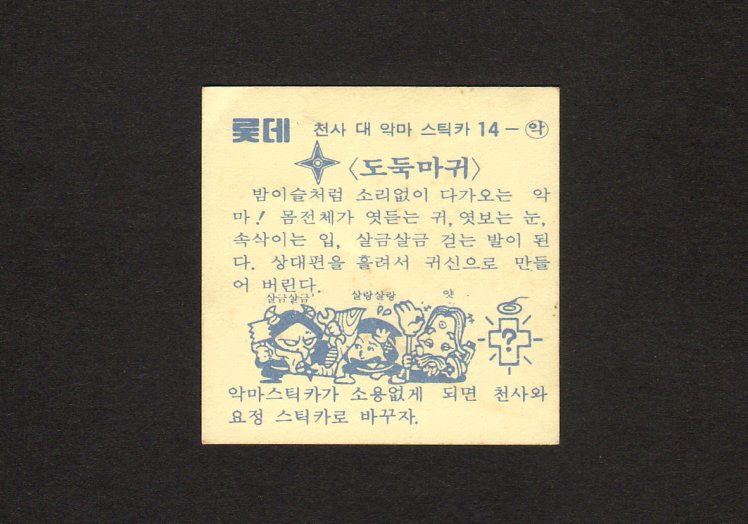 롯데 천사 대 악마 스틱카 14-악
〈도둑마귀〉
밤이슬처럼 소리없이 다가오는 악
마! 몸전체가 엿듣는 귀, 엿보는 눈,
속삭이는 입, 살금살금 걷는 발이 된
다. 상대편을 홀려서 귀신으로 만들
어 버린다.
살금살금 살랑살랑 얏
?
악마스틱카가 소용없게 되면 천사와
요정 스틱카로 바꾸자.